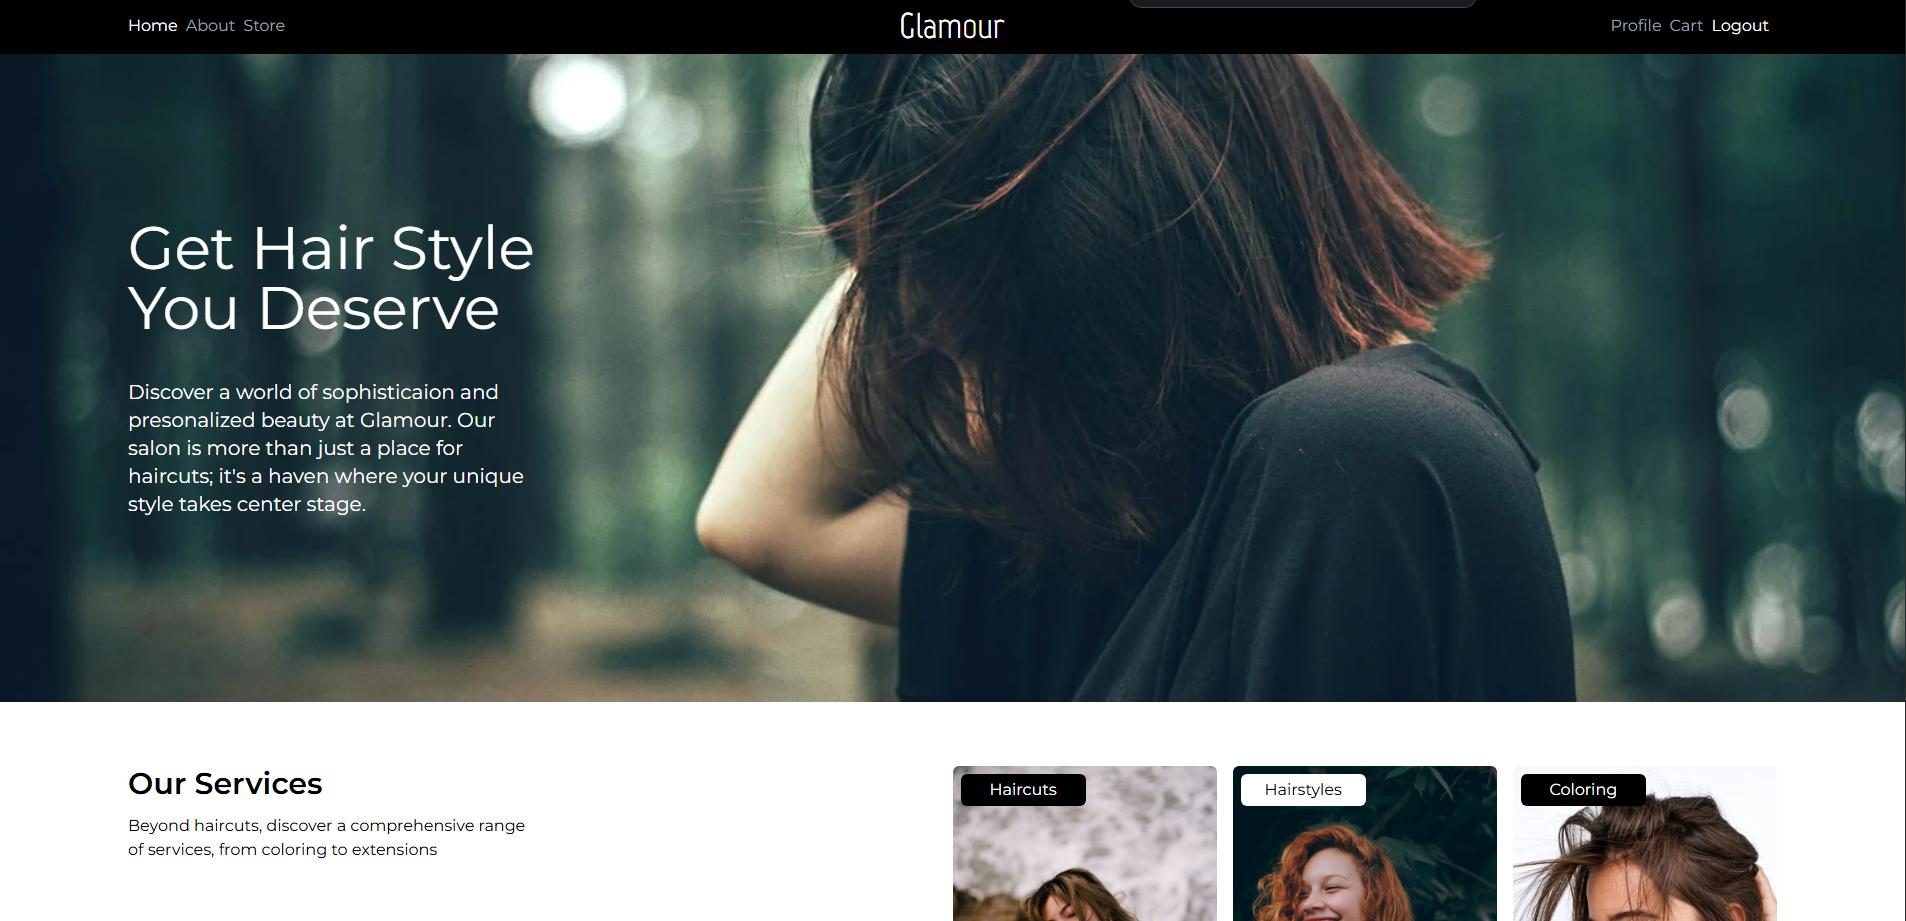 Home About Store
Glamour
Profile Cart Logout
Get Hair Style
You Deserve
Discover a world of sophisticaion and
presonalized beauty at Glamour. Our
salon is more than just a place for
haircuts; it's a haven where your unique
style takes center stage.
Our Services
Beyond haircuts, discover a comprehensive range
of services, from coloring to extensions
Haircuts
Hairstyles
Coloring